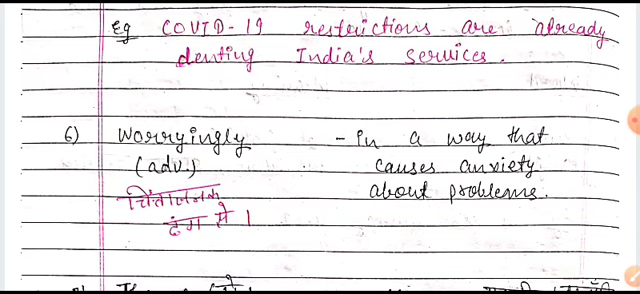 Eg COVID-19 restrictions are already
denting India's services.
6) Worryingly - In a way that
(adv.) causes anxiety
चिंताजनक about problems.
ढंग से।